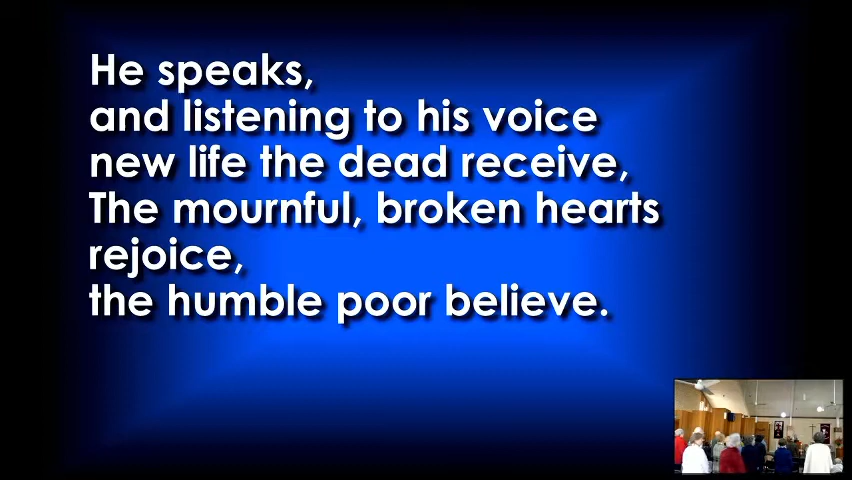 He speaks,
and listening to his voice
new life the dead receive,
The mournful, broken hearts
rejoice,
the humble poor believe.